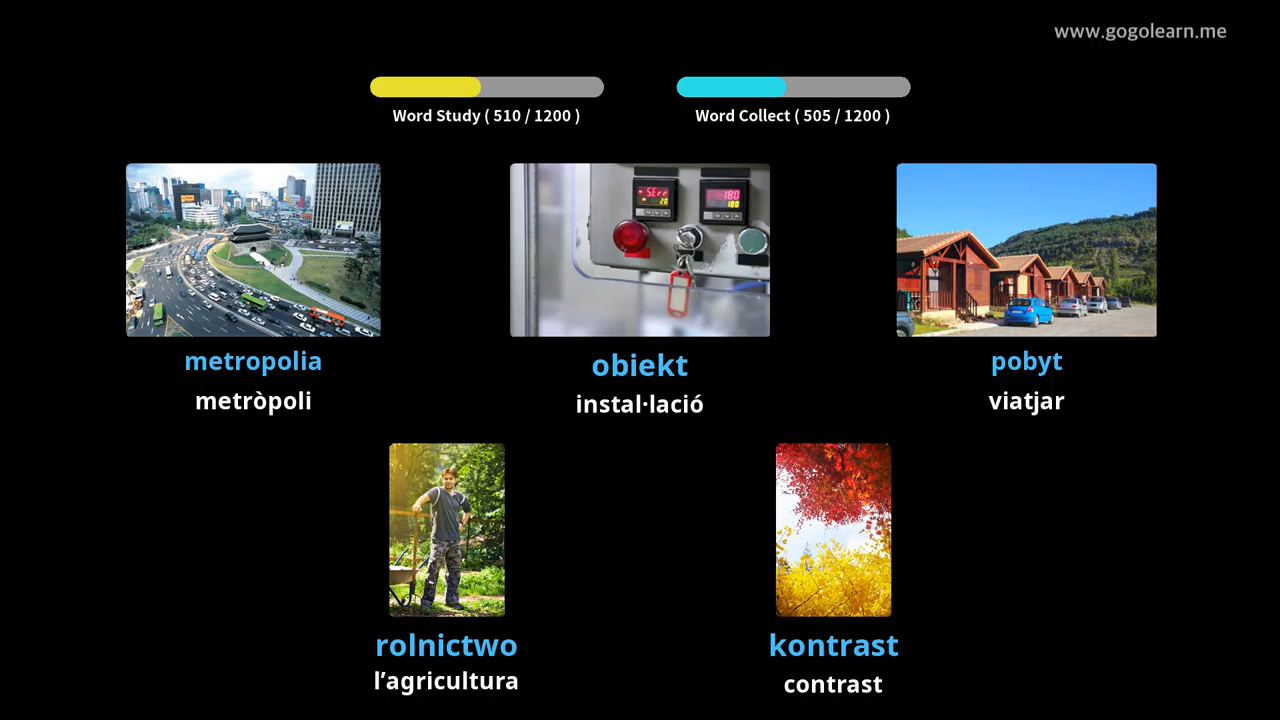 www.gogolearn.me
Word Study ( 510 / 1200 )
Word Collect ( 505 / 1200 )
metropolia
metròpoli
obiekt
instal·lació
pobyt
viatjar
rolnictwo
l’agricultura
kontrast
contrast